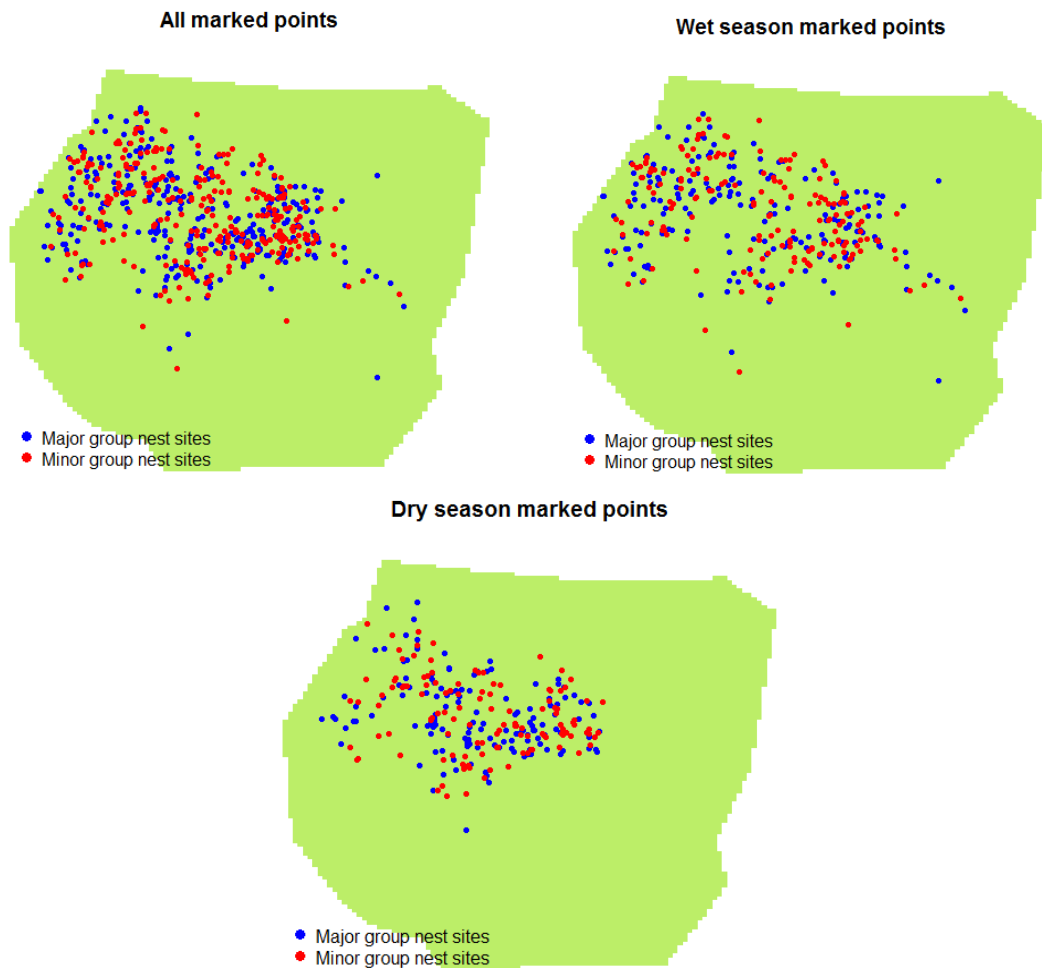 All marked points
Wet season marked points
Major group nest sites
Minor group nest sites
Major group nest sites
Minor group nest sites
Dry season marked points
Major group nest sites
Minor group nest sites